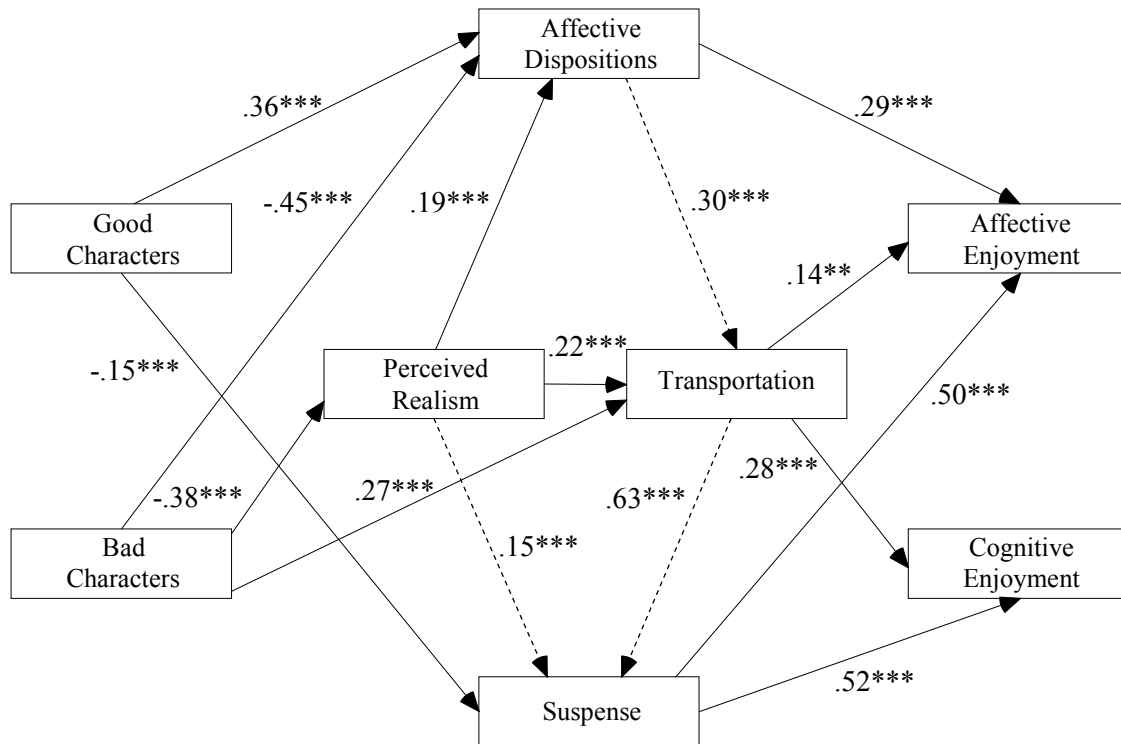 Affective
Dispositions
.36***
.29***
-.45***
.19***
.30***
Good
Characters
Affective
Enjoyment
.14**
-.15***
Perceived
Realism
.22***
Transportation
.50***
-.38***
.27***
.63***
.28***
Bad
Characters
.15***
Cognitive
Enjoyment
Suspense
.52***